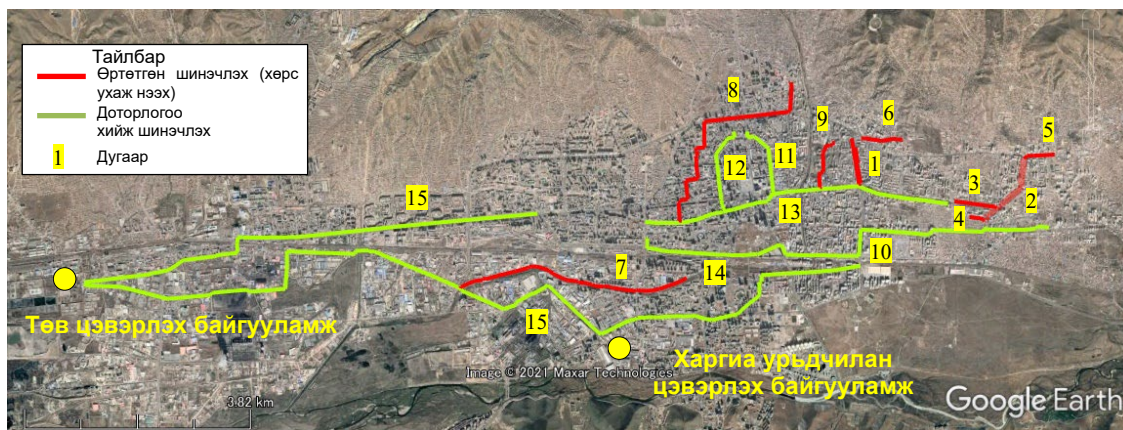 Тайлбар
Өртөтгөн шинэчлэх (хөрс
ухаж нээх)
Доторлогоо
хийж шинэчлэх
1 Дугаар
8
9
6
5
11
12
1
3
2
15
13
4
10
7
14
15
Төв цэвэрлэх байгууламж
Харгиа урьдчилан
цэвэрлэх байгууламж
Image © 2021 Maxar Technologies
3.82 km
Google Earth